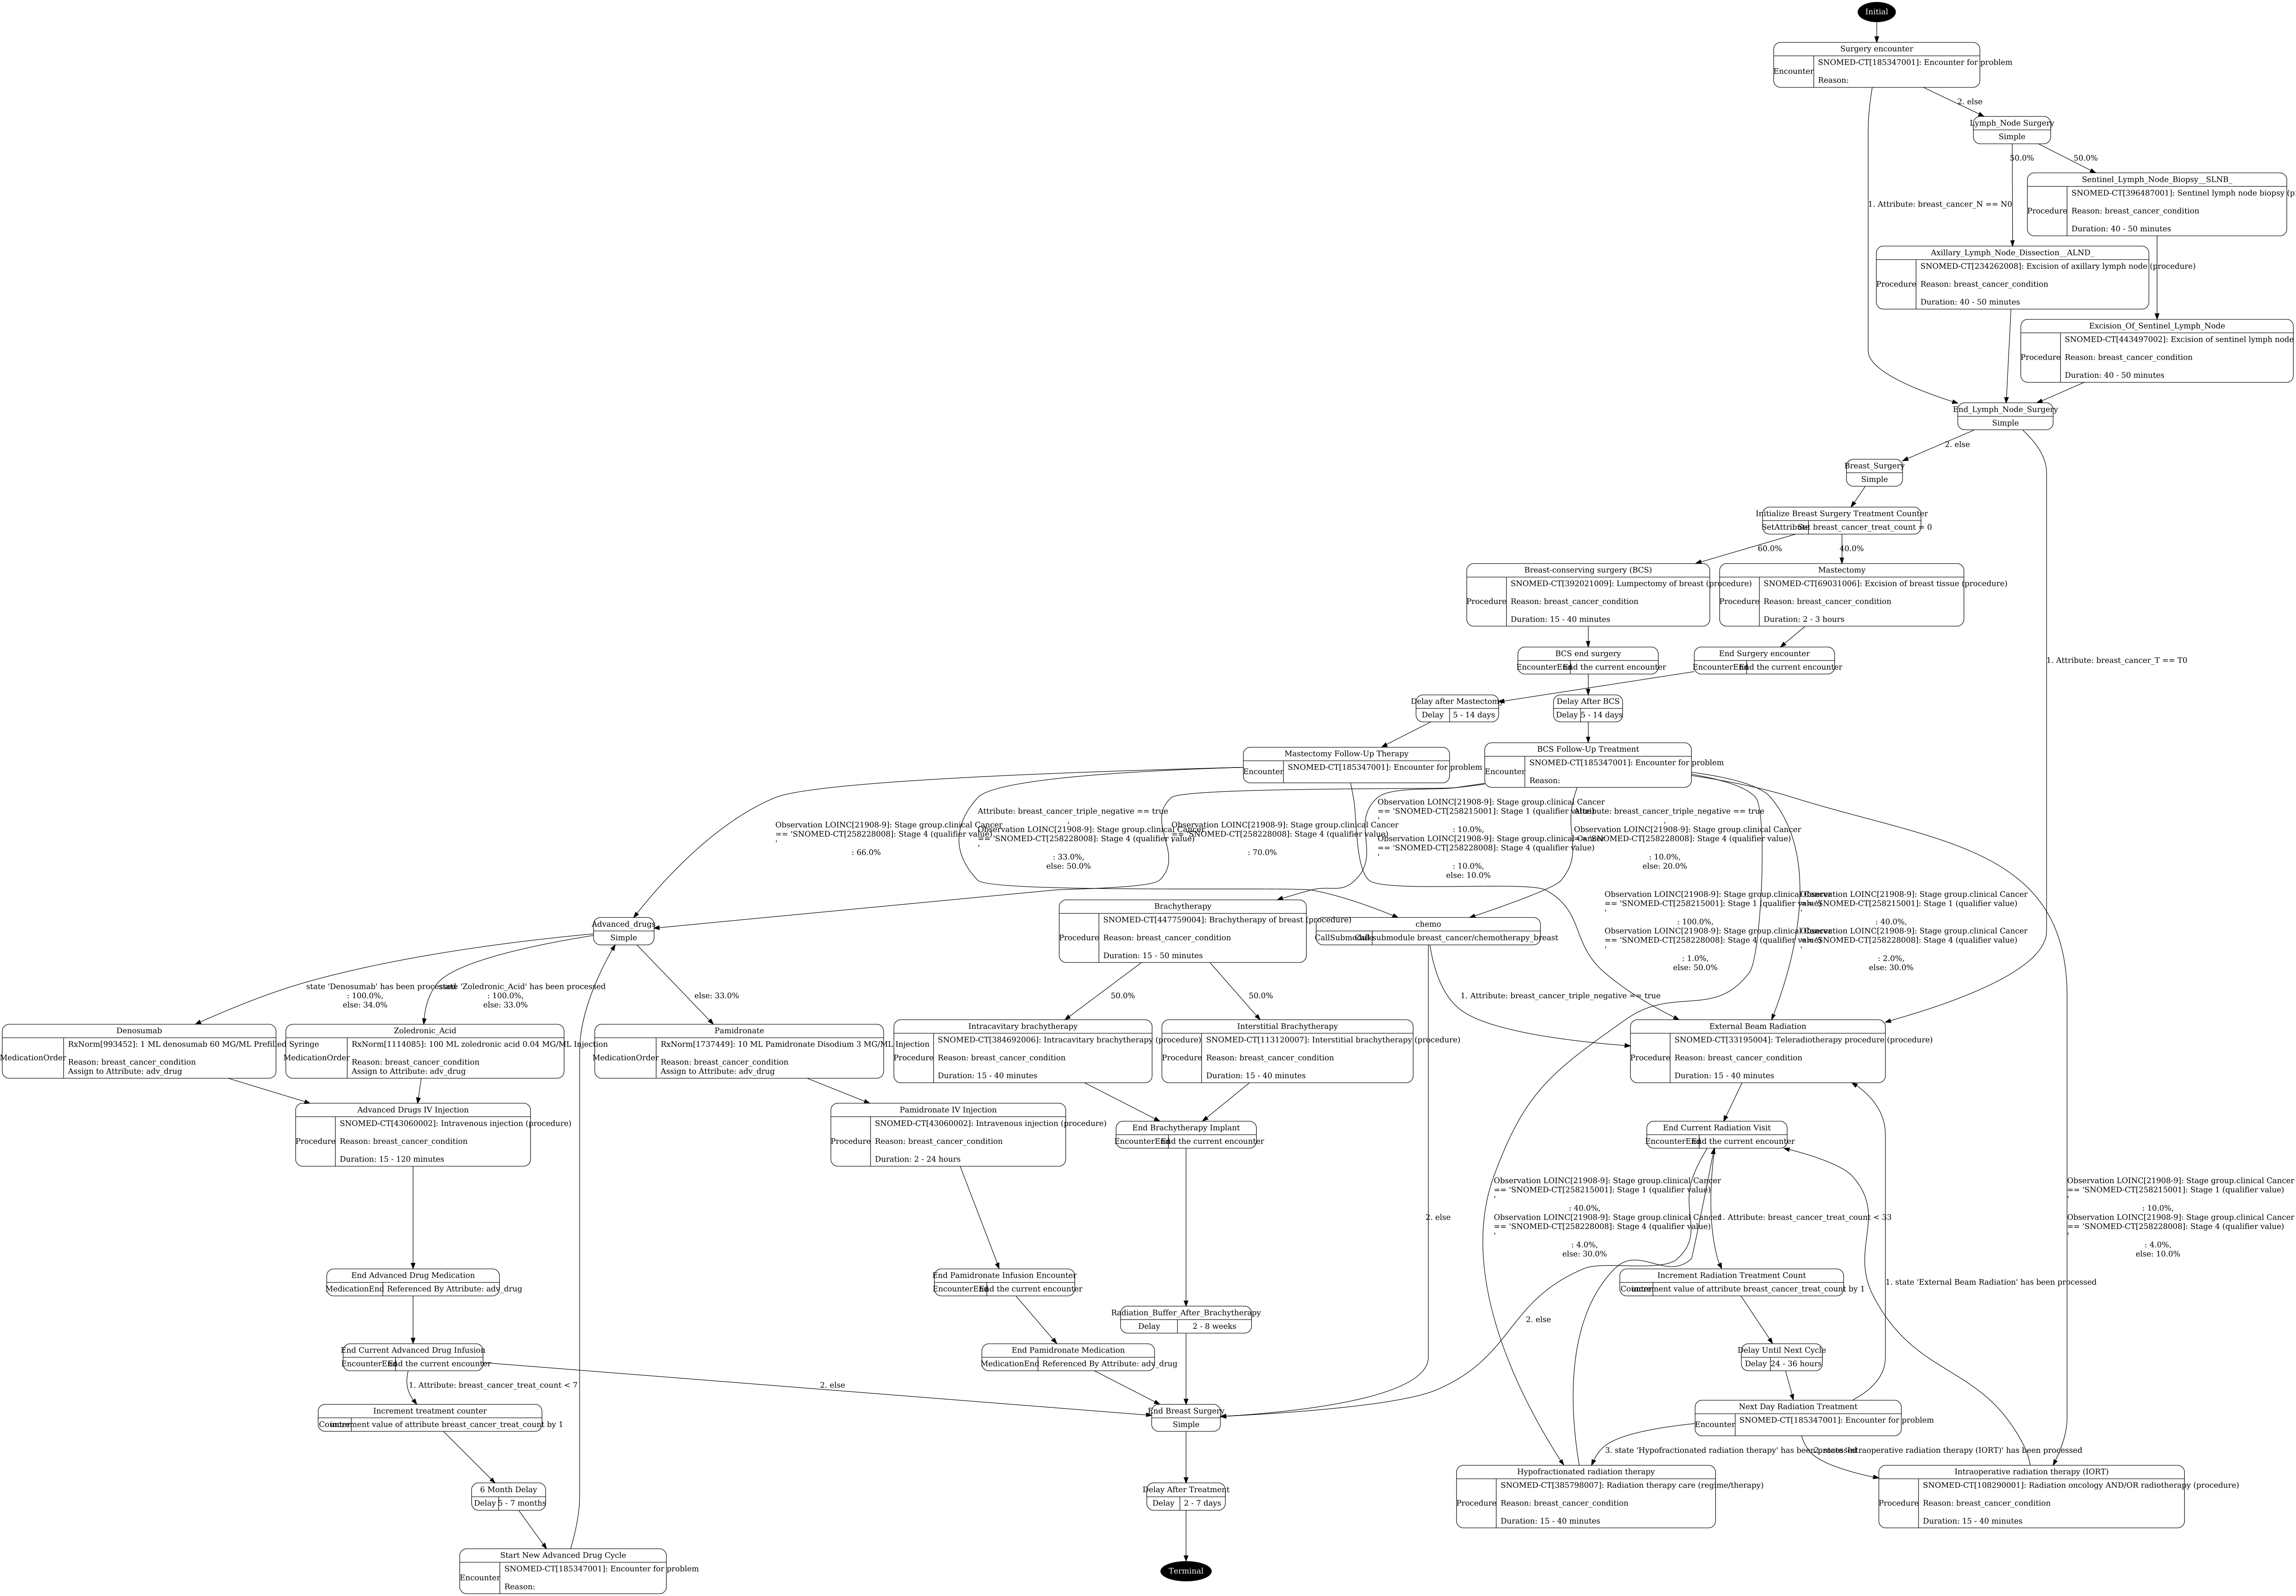 Initial
Surgery encounter
Encounter
SNOMED-CT[185347001]: Encounter for problem
Reason:
2. else
Lymph_Node Surgery
Simple
50.0%
50.0%
Sentinel_Lymph_Node_Biopsy__SLNB_
Procedure
SNOMED-CT[396487001]: Sentinel lymph node biopsy (p
Reason: breast_cancer_condition
Duration: 40 - 50 minutes
1. Attribute: breast_cancer_N == N0
Axillary_Lymph_Node_Dissection__ALND_
Procedure
SNOMED-CT[234262008]: Excision of axillary lymph node (procedure)
Reason: breast_cancer_condition
Duration: 40 - 50 minutes
Excision_Of_Sentinel_Lymph_Node
Procedure
SNOMED-CT[443497002]: Excision of sentinel lymph node
Reason: breast_cancer_condition
Duration: 40 - 50 minutes
End_Lymph_Node_Surgery
Simple
2. else
Breast_Surgery
Simple
Initialize Breast Surgery Treatment Counter
SetAttribute
Set breast_cancer_treat_count = 0
60.0%
40.0%
Breast-conserving surgery (BCS)
Procedure
SNOMED-CT[392021009]: Lumpectomy of breast (procedure)
Reason: breast_cancer_condition
Duration: 15 - 40 minutes
Mastectomy
Procedure
SNOMED-CT[69031006]: Excision of breast tissue (procedure)
Reason: breast_cancer_condition
Duration: 2 - 3 hours
BCS end surgery
EncounterEnd
End the current encounter
End Surgery encounter
EncounterEnd
End the current encounter
1. Attribute: breast_cancer_T == T0
Delay after Mastectomy
Delay
5 - 14 days
Delay After BCS
Delay
5 - 14 days
Mastectomy Follow-Up Therapy
Encounter
SNOMED-CT[185347001]: Encounter for problem
BCS Follow-Up Treatment
Encounter
SNOMED-CT[185347001]: Encounter for problem
Reason:
Observation LOINC[21908-9]: Stage group.clinical Cancer
== 'SNOMED-CT[258228008]: Stage 4 (qualifier value)
'
: 66.0%
Attribute: breast_cancer_triple_negative == true
,
Observation LOINC[21908-9]: Stage group.clinical Cancer
== 'SNOMED-CT[258228008]: Stage 4 (qualifier value)
'
: 33.0%,
else: 50.0%
Observation LOINC[21908-9]: Stage group.clinical Cancer
== 'SNOMED-CT[258228008]: Stage 4 (qualifier value)
'
: 70.0%
Observation LOINC[21908-9]: Stage group.clinical Cancer
== 'SNOMED-CT[258215001]: Stage 1 (qualifier value)
'
: 10.0%,
Observation LOINC[21908-9]: Stage group.clinical Cancer
== 'SNOMED-CT[258228008]: Stage 4 (qualifier value)
'
: 10.0%,
else: 10.0%
Attribute: breast_cancer_triple_negative == true
Observation LOINC[21908-9]: Stage group.clinical Cancer
== 'SNOMED-CT[258228008]: Stage 4 (qualifier value)
: 10.0%,
else: 20.0%
Observation LOINC[21908-9]: Stage group.clinical Cancer
== 'SNOMED-CT[258215001]: Stage 1 (qualifier value)
'
: 100.0%,
Observation LOINC[21908-9]: Stage group.clinical Cancer
== 'SNOMED-CT[258228008]: Stage 4 (qualifier value)
'
: 1.0%,
else: 50.0%
Observation LOINC[21908-9]: Stage group.clinical Cancer
== 'SNOMED-CT[258215001]: Stage 1 (qualifier value)
'
: 40.0%,
Observation LOINC[21908-9]: Stage group.clinical Cancer
== 'SNOMED-CT[258228008]: Stage 4 (qualifier value)
'
: 2.0%,
else: 30.0%
Advanced_drugs
Simple
Brachytherapy
Procedure
SNOMED-CT[447759004]: Brachytherapy of breast (procedure)
Reason: breast_cancer_condition
Duration: 15 - 50 minutes
chemo
CallSubmodule
Call submodule breast_cancer/chemotherapy_breast
state 'Denosumab' has been processed
: 100.0%,
else: 34.0%
state 'Zoledronic_Acid' has been processed
: 100.0%,
else: 33.0%
else: 33.0%
50.0%
50.0%
1. Attribute: breast_cancer_triple_negative == true
Denosumab
MedicationOrder
RxNorm[993452]: 1 ML denosumab 60 MG/ML Prefilled Syringe
Reason: breast_cancer_condition
Assign to Attribute: adv_drug
Zoledronic_Acid
MedicationOrder
RxNorm[1114085]: 100 ML zoledronic acid 0.04 MG/ML Injection
Reason: breast_cancer_condition
Assign to Attribute: adv_drug
Pamidronate
MedicationOrder
RxNorm[1737449]: 10 ML Pamidronate Disodium 3 MG/ML Injection
Reason: breast_cancer_condition
Assign to Attribute: adv_drug
Intracavitary brachytherapy
Procedure
SNOMED-CT[384692006]: Intracavitary brachytherapy (procedure)
Reason: breast_cancer_condition
Duration: 15 - 40 minutes
Interstitial Brachytherapy
Procedure
SNOMED-CT[113120007]: Interstitial brachytherapy (procedure)
Reason: breast_cancer_condition
Duration: 15 - 40 minutes
External Beam Radiation
Procedure
SNOMED-CT[33195004]: Teleradiotherapy procedure (procedure)
Reason: breast_cancer_condition
Duration: 15 - 40 minutes
Advanced Drugs IV Injection
Procedure
SNOMED-CT[43060002]: Intravenous injection (procedure)
Reason: breast_cancer_condition
Duration: 15 - 120 minutes
Pamidronate IV Injection
Procedure
SNOMED-CT[43060002]: Intravenous injection (procedure)
Reason: breast_cancer_condition
Duration: 2 - 24 hours
End Brachytherapy Implant
EncounterEnd
End the current encounter
End Current Radiation Visit
EncounterEnd
End the current encounter
2. else
Observation LOINC[21908-9]: Stage group.clinical Cancer
== 'SNOMED-CT[258215001]: Stage 1 (qualifier value)
'
: 40.0%,
Observation LOINC[21908-9]: Stage group.clinical Cancer
== 'SNOMED-CT[258228008]: Stage 4 (qualifier value)
'
: 4.0%,
else: 30.0%
1. Attribute: breast_cancer_treat_count < 33
Observation LOINC[21908-9]: Stage group.clinical Cancer
== 'SNOMED-CT[258215001]: Stage 1 (qualifier value)
'
: 10.0%,
Observation LOINC[21908-9]: Stage group.clinical Cancer
== 'SNOMED-CT[258228008]: Stage 4 (qualifier value)
'
: 4.0%,
else: 10.0%
End Advanced Drug Medication
MedicationEnd
Referenced By Attribute: adv_drug
End Pamidronate Infusion Encounter
EncounterEnd
End the current encounter
Increment Radiation Treatment Count
Counter
increment value of attribute breast_cancer_treat_count by 1
1. state 'External Beam Radiation' has been processed
Radiation_Buffer_After_Brachytherapy
Delay
2 - 8 weeks
2. else
End Current Advanced Drug Infusion
EncounterEnd
End the current encounter
End Pamidronate Medication
MedicationEnd
Referenced By Attribute: adv_drug
Delay Until Next Cycle
Delay
24 - 36 hours
1. Attribute: breast_cancer_treat_count < 7
2. else
Increment treatment counter
Counter
increment value of attribute breast_cancer_treat_count by 1
End Breast Surgery
Simple
Next Day Radiation Treatment
Encounter
SNOMED-CT[185347001]: Encounter for problem
3. state 'Hypofractionated radiation therapy' has been processed
2. state 'Intraoperative radiation therapy (IORT)' has been processed
6 Month Delay
Delay
5 - 7 months
Delay After Treatment
Delay
2 - 7 days
Hypofractionated radiation therapy
Procedure
SNOMED-CT[385798007]: Radiation therapy care (regime/therapy)
Reason: breast_cancer_condition
Duration: 15 - 40 minutes
Intraoperative radiation therapy (IORT)
Procedure
SNOMED-CT[108290001]: Radiation oncology AND/OR radiotherapy (procedure)
Reason: breast_cancer_condition
Duration: 15 - 40 minutes
Start New Advanced Drug Cycle
Encounter
SNOMED-CT[185347001]: Encounter for problem
Reason:
Terminal